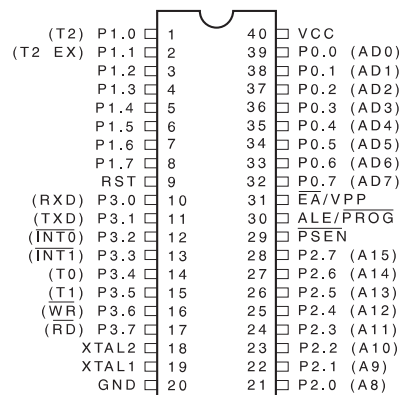 (T2) P1.0 1 40 VCC
(T2 EX) P1.1 2 39 P0.0 (AD0)
P1.2 3 38 P0.1 (AD1)
P1.3 4 37 P0.2 (AD2)
P1.4 5 36 P0.3 (AD3)
P1.5 6 35 P0.4 (AD4)
P1.6 7 34 P0.5 (AD5)
P1.7 8 33 P0.6 (AD6)
RST 9 32 P0.7 (AD7)
(RXD) P3.0 10 31 E̅A̅/VPP
(TXD) P3.1 11 30 ALE/P̅R̅O̅G̅
(I̅N̅T̅0̅) P3.2 12 29 P̅S̅E̅N̅
(I̅N̅T̅1̅) P3.3 13 28 P2.7 (A15)
(T0) P3.4 14 27 P2.6 (A14)
(T1) P3.5 15 26 P2.5 (A13)
(W̅R̅) P3.6 16 25 P2.4 (A12)
(R̅D̅) P3.7 17 24 P2.3 (A11)
XTAL2 18 23 P2.2 (A10)
XTAL1 19 22 P2.1 (A9)
GND 20 21 P2.0 (A8)